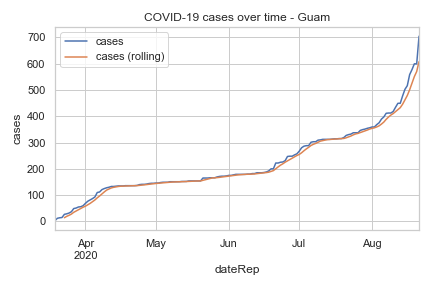 COVID-19 cases over time - Guam
cases
cases (rolling)
700
600
500
400
300
200
100
0
cases
Apr
2020
May
Jun
Jul
Aug
dateRep